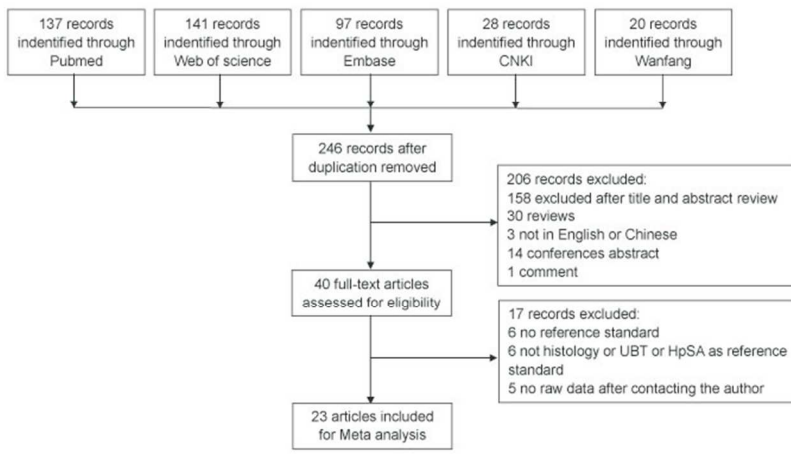 137 records
indentified through
Pubmed
141 records
indentified through
Web of science
97 records
indentified through
Embase
28 records
indentified through
CNKI
20 records
indentified through
Wanfang
246 records after
duplication removed
206 records excluded:
158 excluded after title and abstract review
30 reviews
3 not in English or Chinese
14 conferences abstract
1 comment
40 full-text articles
assessed for eligibility
17 records excluded:
6 no reference standard
6 not histology or UBT or HpSA as reference
standard
5 no raw data after contacting the author
23 articles included
for Meta analysis